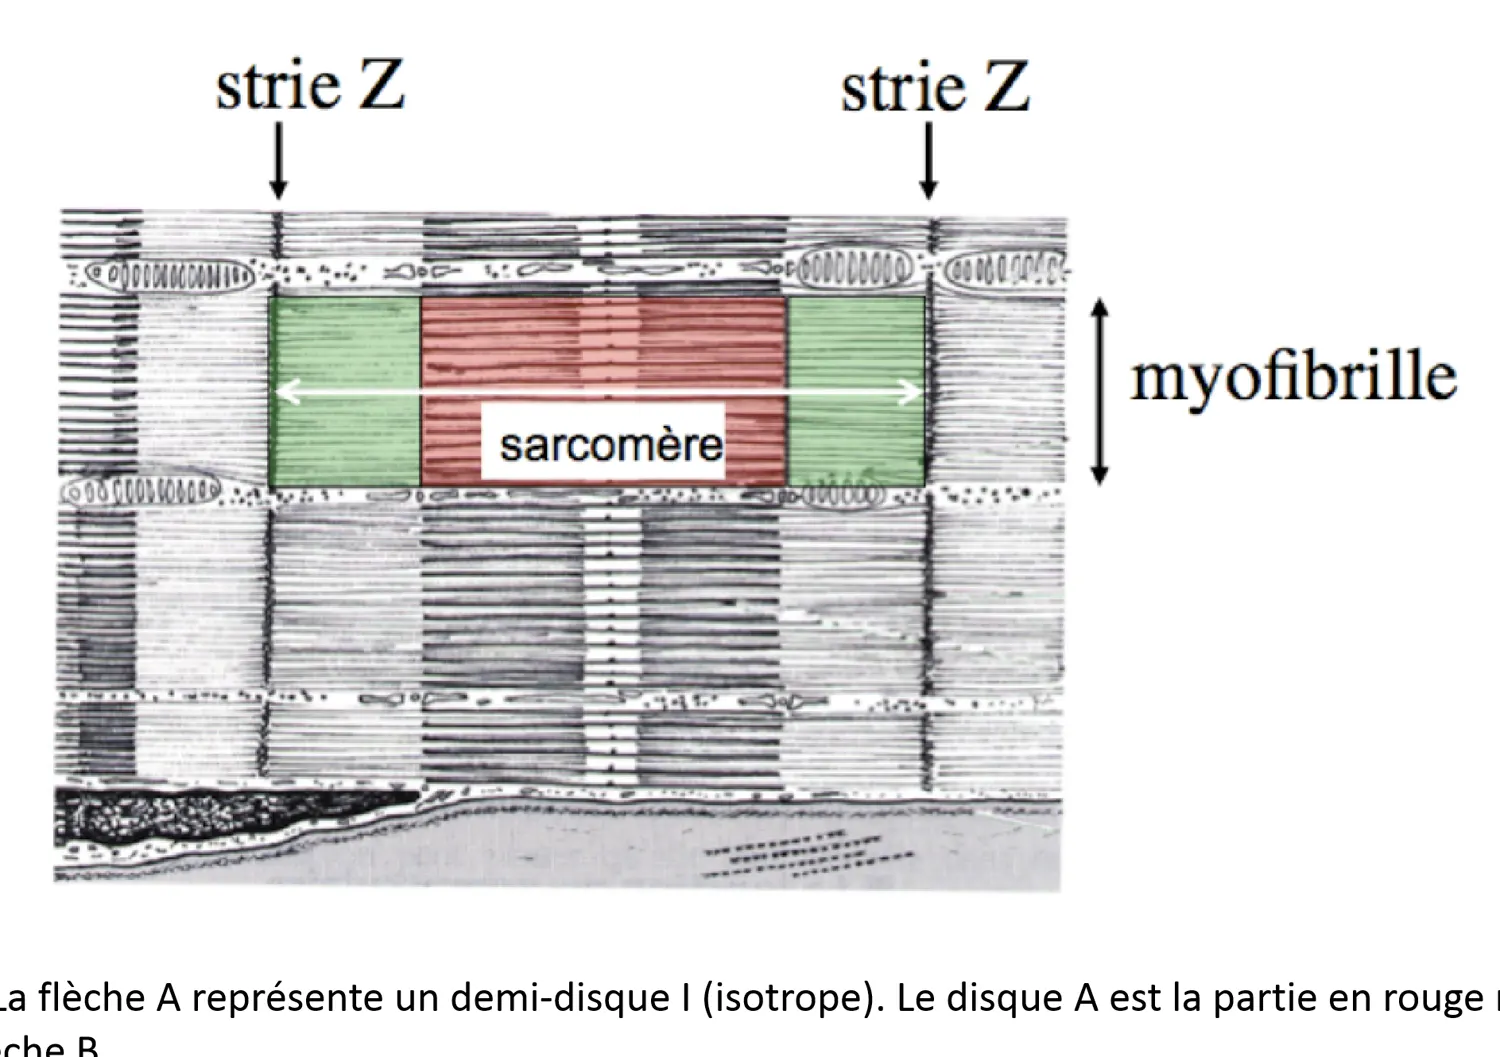 strie Z strie Z
myofibrille
sarcomère
La flèche A représente un demi-disque I (isotrope). Le disque A est la partie en rouge
B